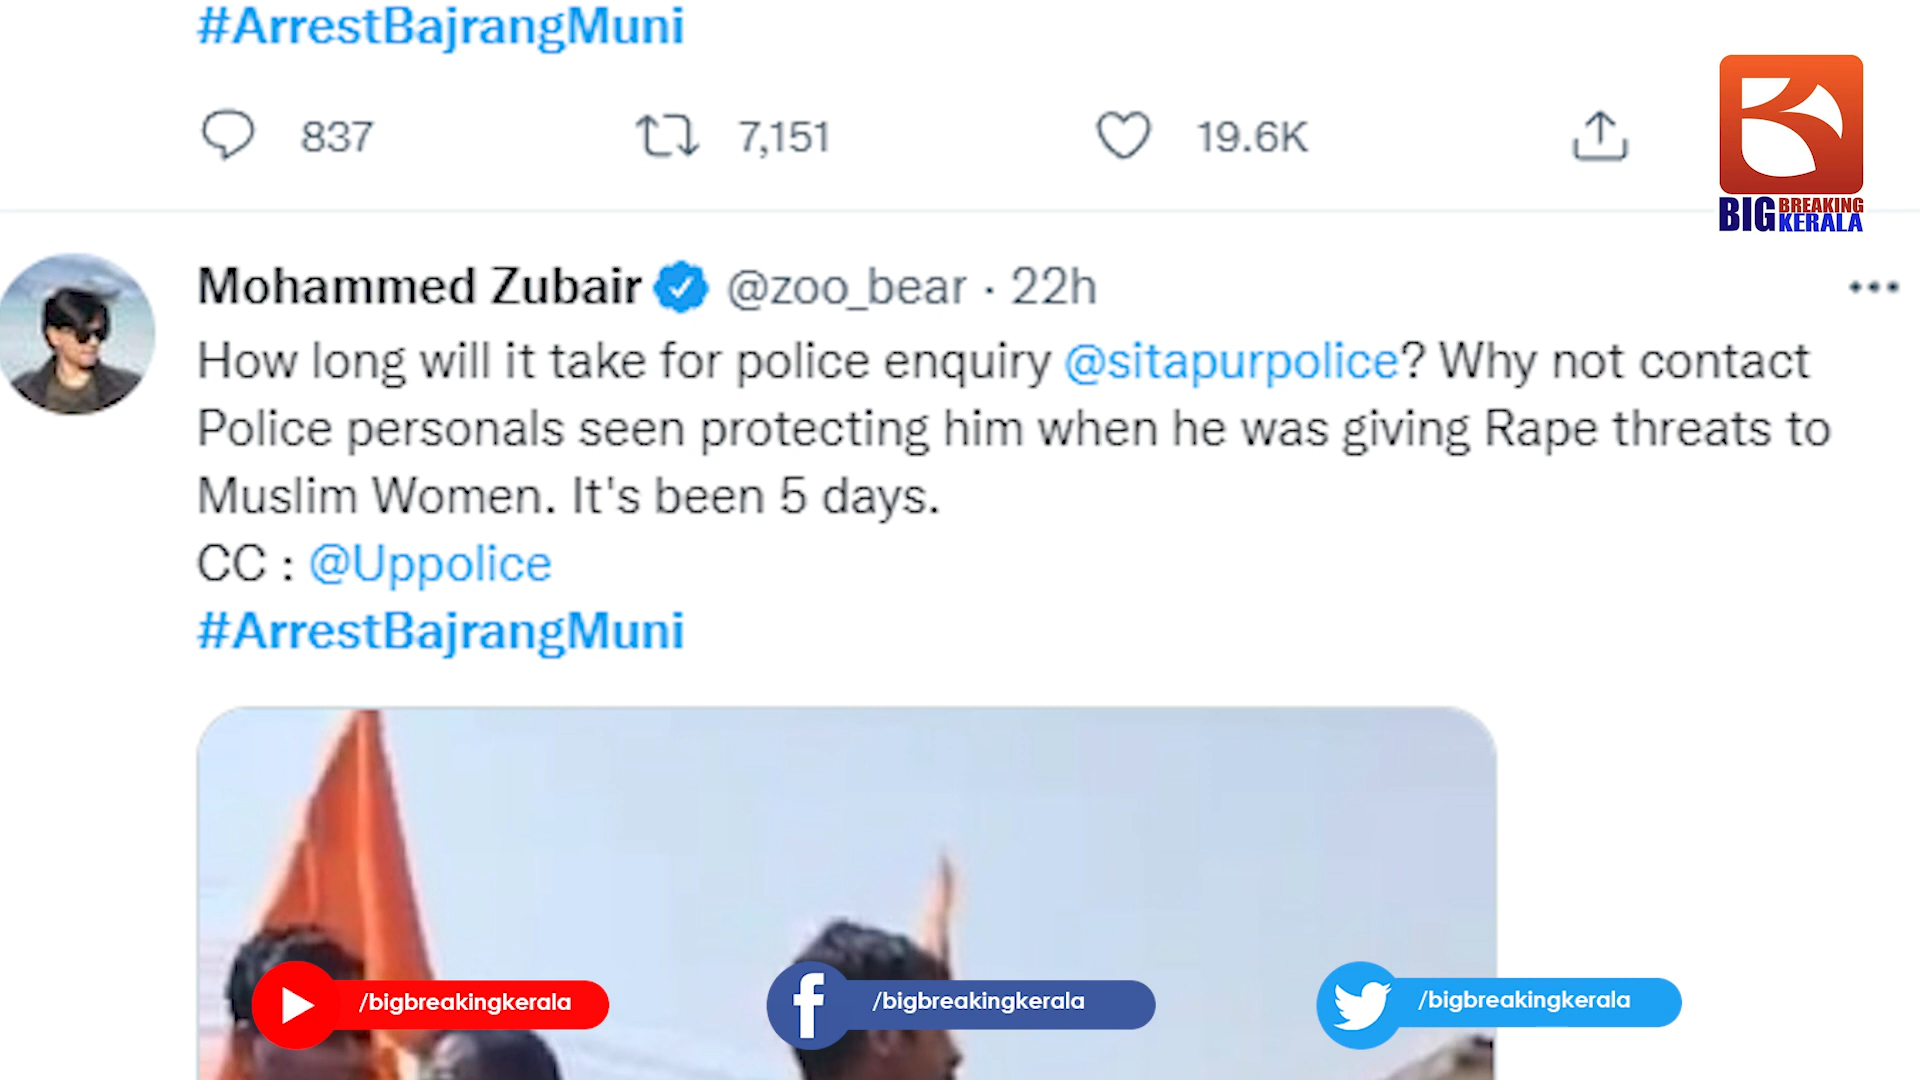 #ArrestBajrangMuni
837 7,151 19.6K
BIG BREAKING KERALA
Mohammed Zubair @zoo_bear · 22h
How long will it take for police enquiry @sitapurpolice? Why not contact
Police personals seen protecting him when he was giving Rape threats to
Muslim Women. It's been 5 days.
CC : @Uppolice
#ArrestBajrangMuni
/bigbreakingkerala
/bigbreakingkerala
/bigbreakingkerala